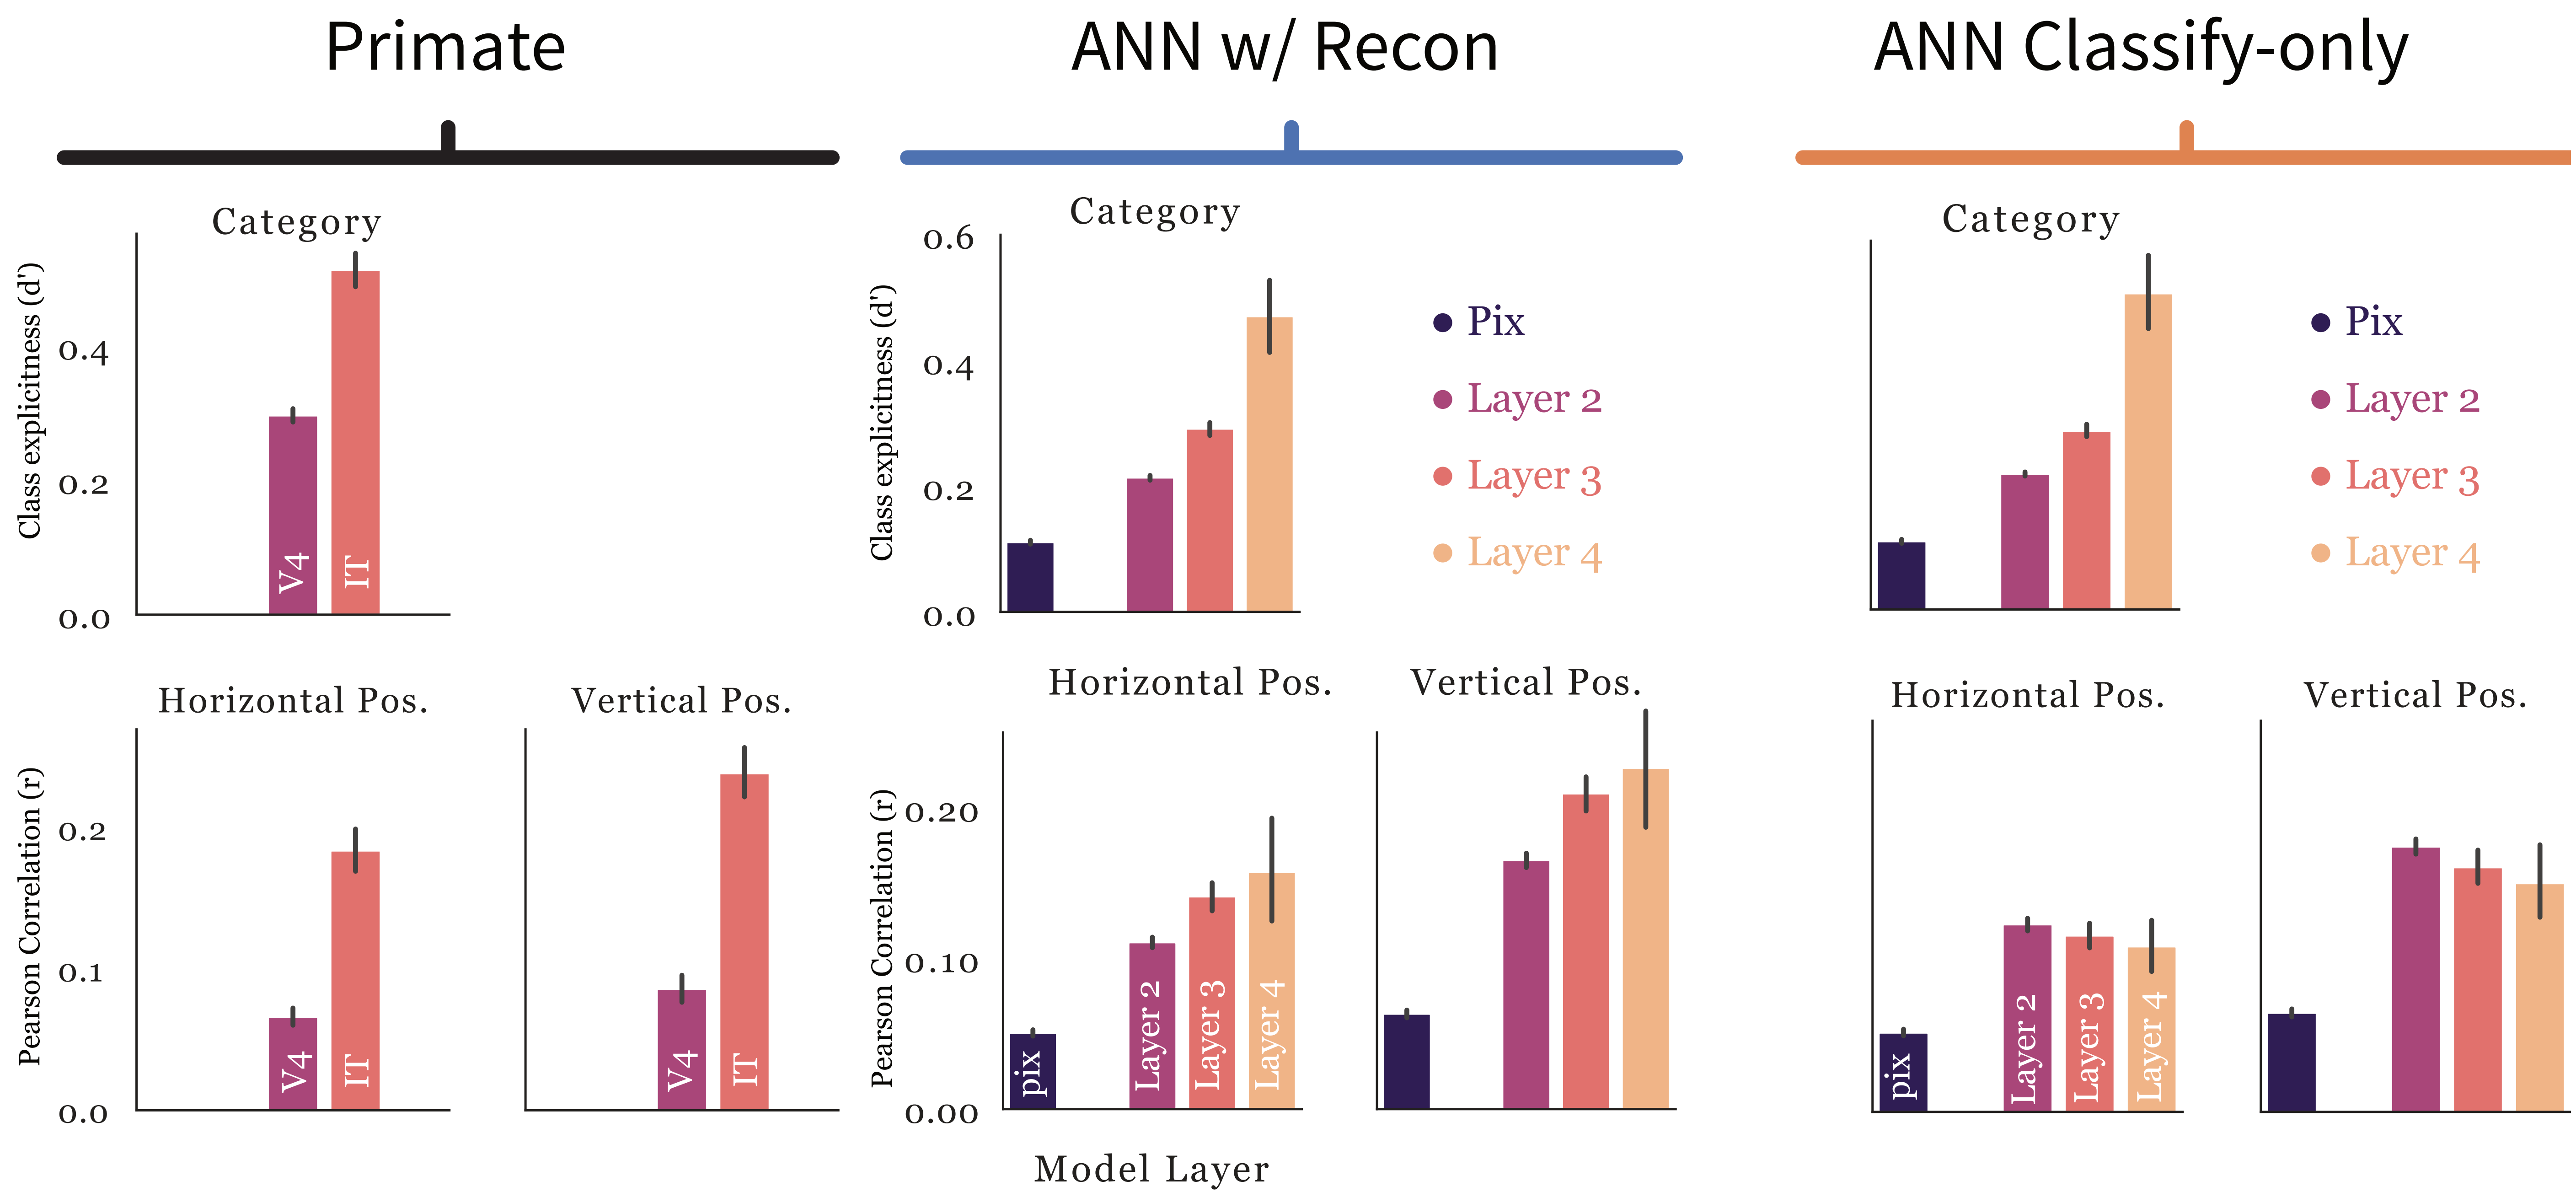 Primate
ANN w/ Recon
ANN Classify-only
Category
Class explicitness (d')
0.4
0.2
0.0
V4
IT
Horizontal Pos.
Vertical Pos.
Pearson Correlation (r)
0.2
0.1
0.0
V4
IT
V4
IT
Category
Class explicitness (d')
0.6
0.4
0.2
0.0
Pix
Layer 2
Layer 3
Layer 4
Horizontal Pos.
Vertical Pos.
Pearson Correlation (r)
0.20
0.10
0.00
pix
Layer 2
Layer 3
Layer 4
Model Layer
Category
Pix
Layer 2
Layer 3
Layer 4
Horizontal Pos.
Vertical Pos.
pix
Layer 2
Layer 3
Layer 4